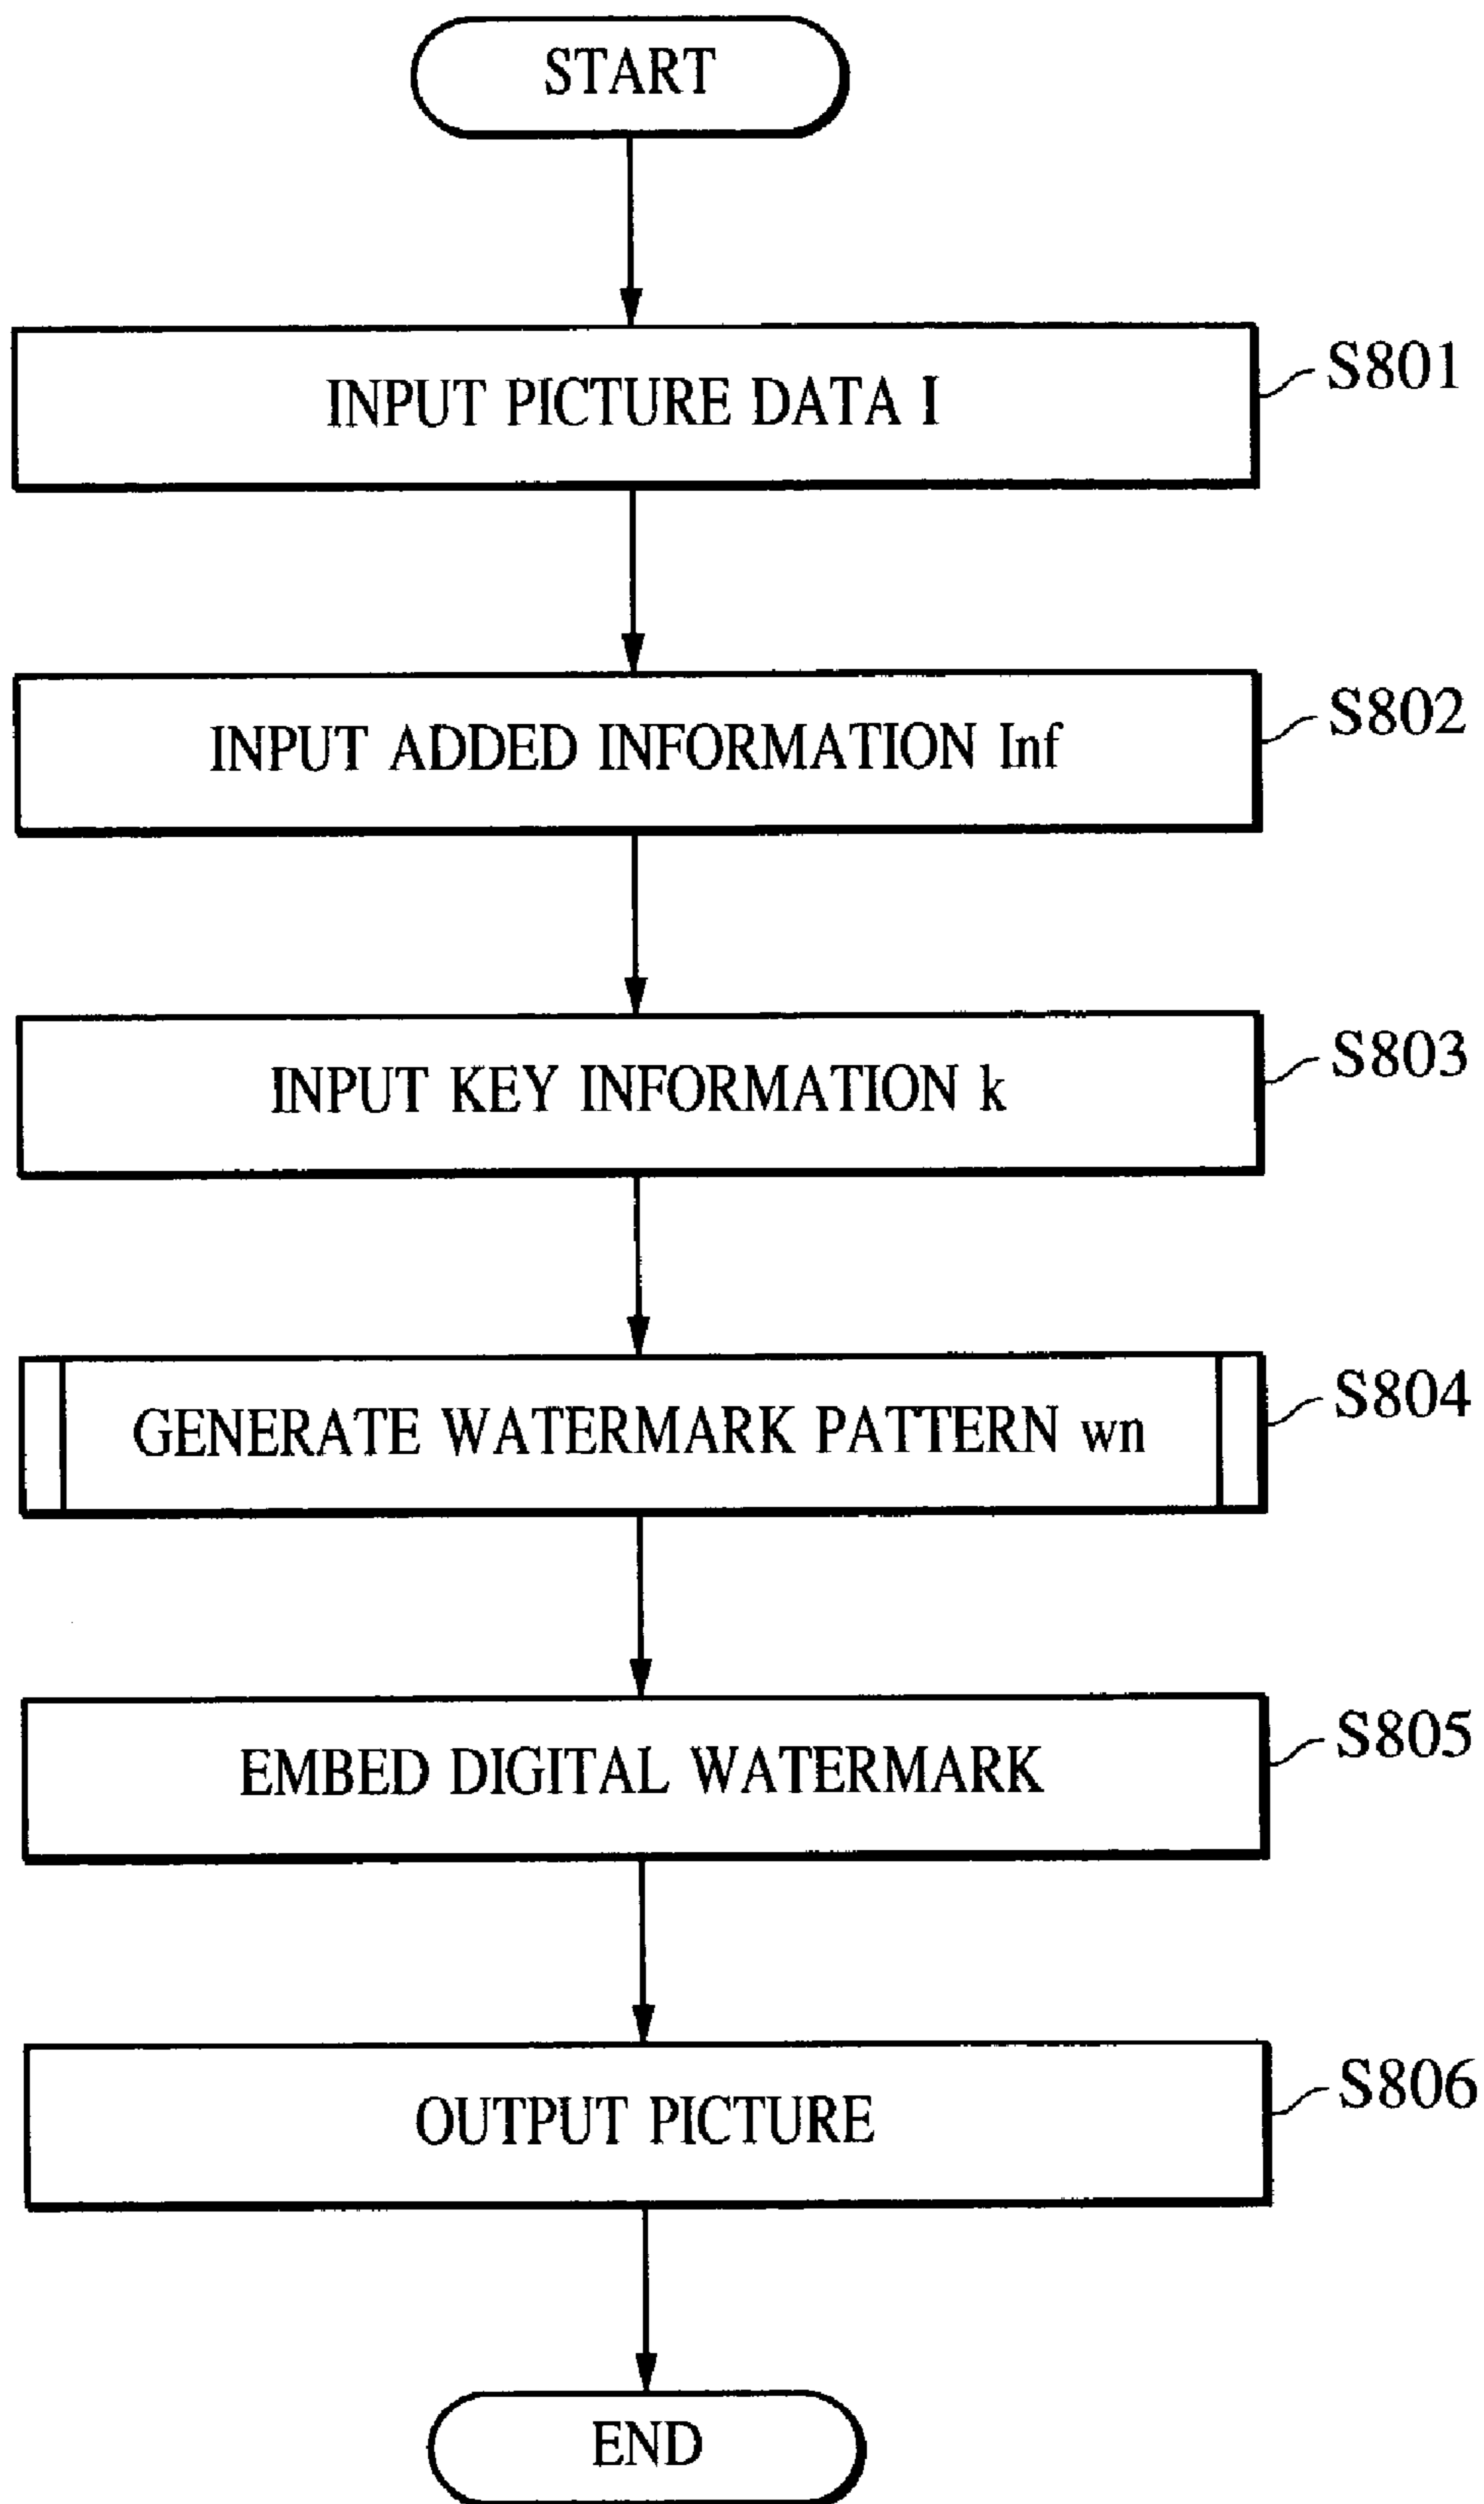 START
INPUT PICTURE DATA I
S801
INPUT ADDED INFORMATION Inf
S802
INPUT KEY INFORMATION k
S803
GENERATE WATERMARK PATTERN wn
S804
EMBED DIGITAL WATERMARK
S805
OUTPUT PICTURE
S806
END